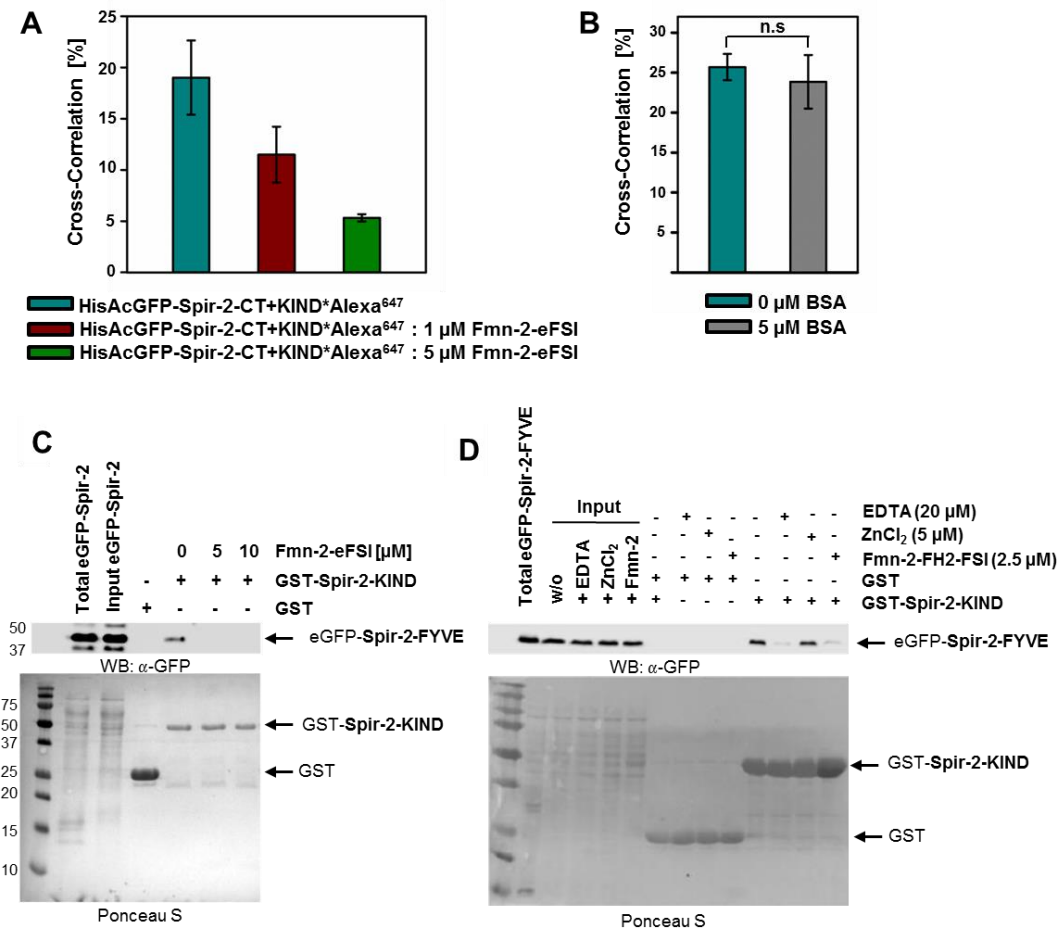 A
Cross-Correlation [%]
25
20
15
10
5
0
HisAcGFP-Spir-2-CT+KIND*Alexa⁶⁴⁷
HisAcGFP-Spir-2-CT+KIND*Alexa⁶⁴⁷ : 1 µM Fmn-2-eFSI
HisAcGFP-Spir-2-CT+KIND*Alexa⁶⁴⁷ : 5 µM Fmn-2-eFSI
B
Cross-Correlation [%]
30
25
20
15
10
5
n.s
0 µM BSA
5 µM BSA
C
Total eGFP-Spir-2
Input eGFP-Spir-2
0 5 10 Fmn-2-eFSI [µM]
- + + + GST-Spir-2-KIND
+ - - - GST
50
37
eGFP-Spir-2-FYVE
WB: α-GFP
75
50
37
25
20
15
10
GST-Spir-2-KIND
GST
Ponceau S
D
Total eGFP-Spir-2-FYVE
Input
w/o
+ EDTA
+ ZnCl₂
+ Fmn-2
- + - - - + - - EDTA (20 µM)
- - + - - - + - ZnCl₂ (5 µM)
- - - + - - - + Fmn-2-FH2-FSI (2.5 µM)
+ + + + - - - - GST
+ - - - + + + + GST-Spir-2-KIND
eGFP-Spir-2-FYVE
WB: α-GFP
GST-Spir-2-KIND
GST
Ponceau S